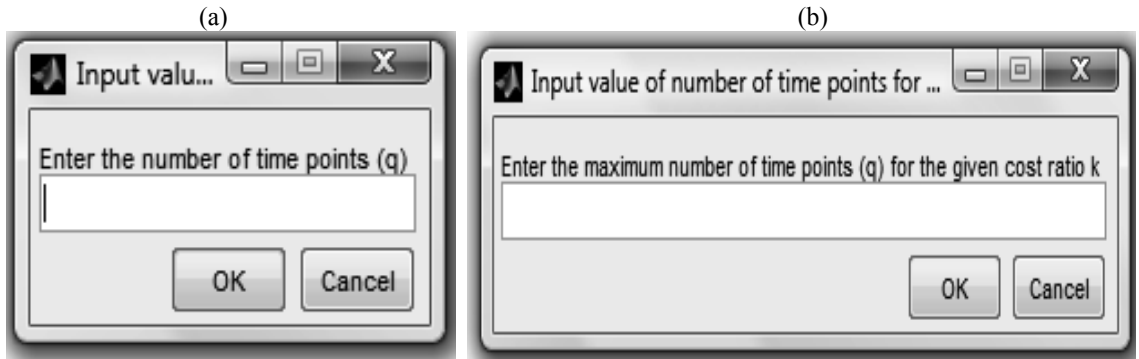 (a)
Input valu...
Enter the number of time points (q)
OK Cancel
(b)
Input value of number of time points for ...
Enter the maximum number of time points (q) for the given cost ratio k
OK Cancel